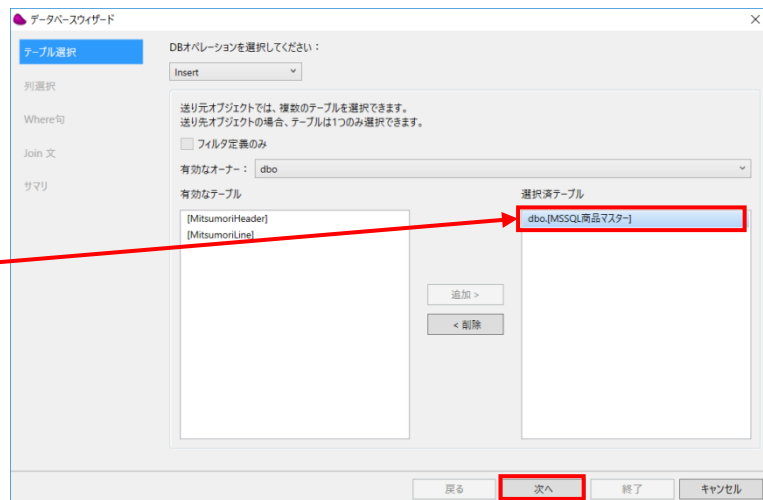 データベースウィザード
テーブル選択
列選択
Where句
Join 文
サマリ
DBオペレーションを選択してください：
Insert
送り元オブジェクトでは、複数のテーブルを選択できます。
送り先オブジェクトの場合、テーブルは1つのみ選択できます。
フィルタ定義のみ
有効なオーナー： dbo
有効なテーブル
[MitsumoriHeader]
[MitsumoriLine]
追加 >
< 削除
選択済テーブル
dbo.[MSSQL商品マスター]
戻る
次へ
終了
キャンセル